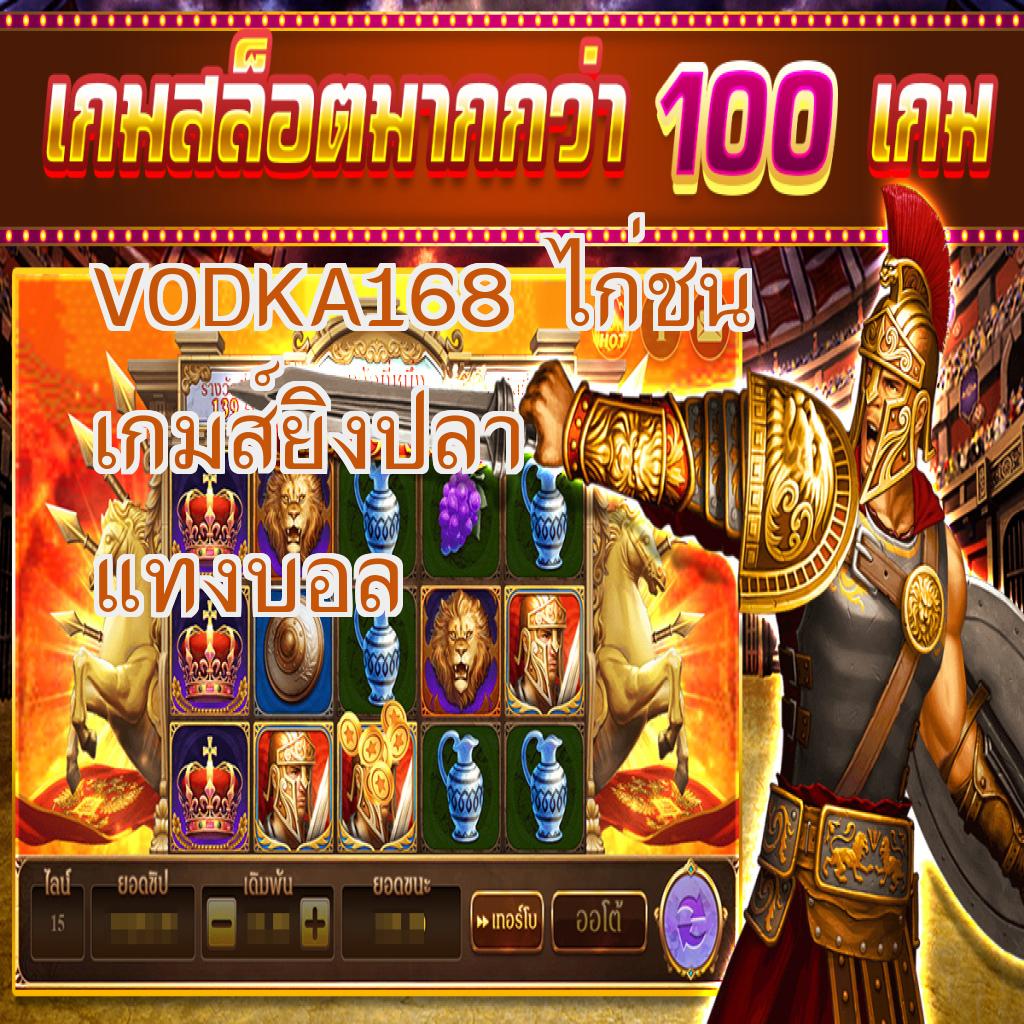 เกมสล็อตมากกว่า 100 เกม
VODKA168 ไก่ชน
HOT
เกมส์ยิงปลา
139
แทงบอล
ไลน์ ยอดชิป เดิมพัน ยอดชนะ
15 เทอร์โบ ออโต้